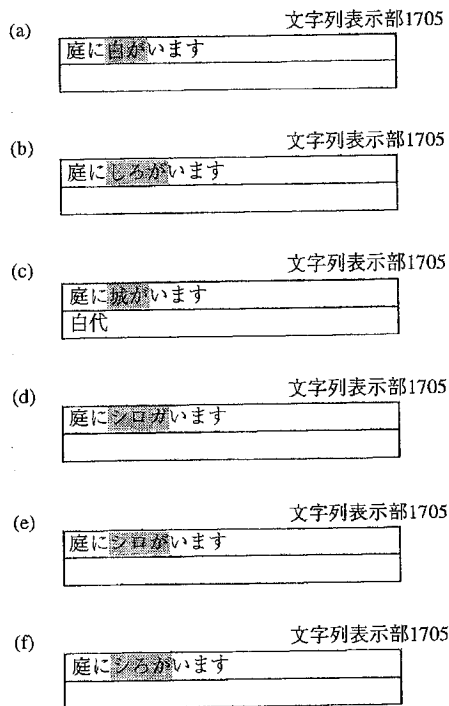 (a)
文字列表示部1705
庭に白がいます
(b)
文字列表示部1705
庭にしろがいます
(c)
文字列表示部1705
庭に城がいます
白代
(d)
文字列表示部1705
庭にシロガいます
(e)
文字列表示部1705
庭にシロがいます
(f)
文字列表示部1705
庭にシろがいます